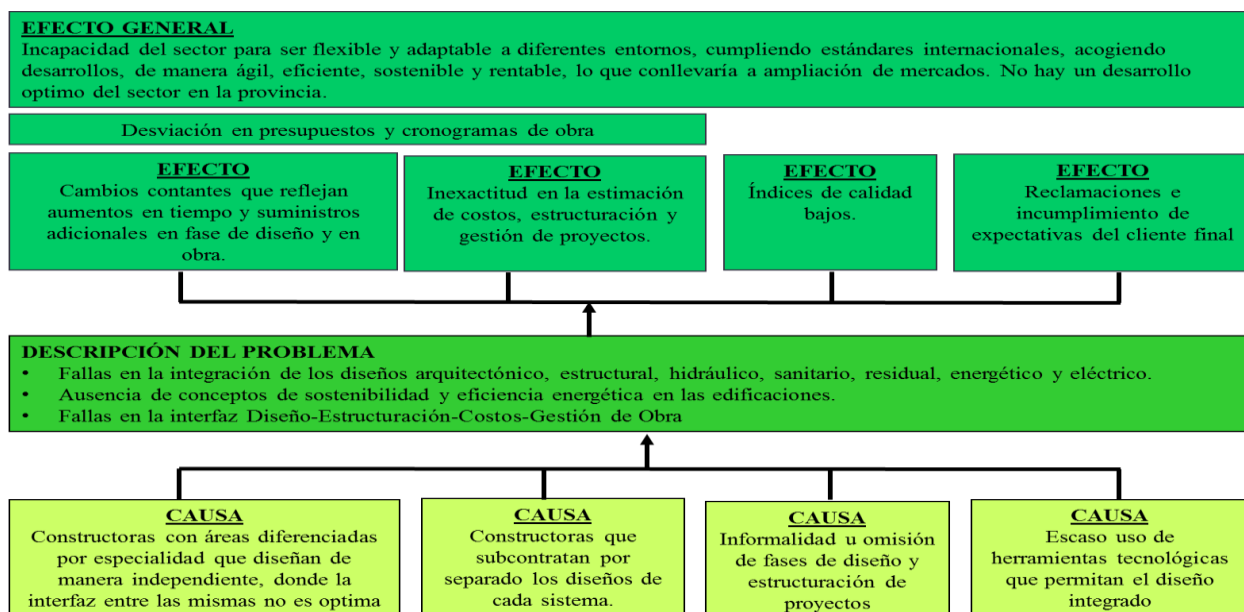 EFECTO GENERAL
Incapacidad del sector para ser flexible y adaptable a diferentes entornos, cumpliendo estándares internacionales, acogiendo
desarrollos, de manera ágil, eficiente, sostenible y rentable, lo que conllevaría a ampliación de mercados. No hay un desarrollo
optimo del sector en la provincia.
Desviación en presupuestos y cronogramas de obra
EFECTO
Cambios contantes que reflejan
aumentos en tiempo y suministros
adicionales en fase de diseño y en
obra.
EFECTO
Inexactitud en la estimación
de costos, estructuración y
gestión de proyectos.
EFECTO
Índices de calidad
bajos.
EFECTO
Reclamaciones e
incumplimiento de
expectativas del cliente final
DESCRIPCIÓN DEL PROBLEMA
• Fallas en la integración de los diseños arquitectónico, estructural, hidráulico, sanitario, residual, energético y eléctrico.
• Ausencia de conceptos de sostenibilidad y eficiencia energética en las edificaciones.
• Fallas en la interfaz Diseño-Estructuración-Costos-Gestión de Obra
CAUSA
Constructoras con áreas diferenciadas
por especialidad que diseñan de
manera independiente, donde la
interfaz entre las mismas no es optima
CAUSA
Constructoras que
subcontratan por
separado los diseños de
cada sistema.
CAUSA
Informalidad u omisión
de fases de diseño y
estructuración de
proyectos
CAUSA
Escaso uso de
herramientas tecnológicas
que permitan el diseño
integrado